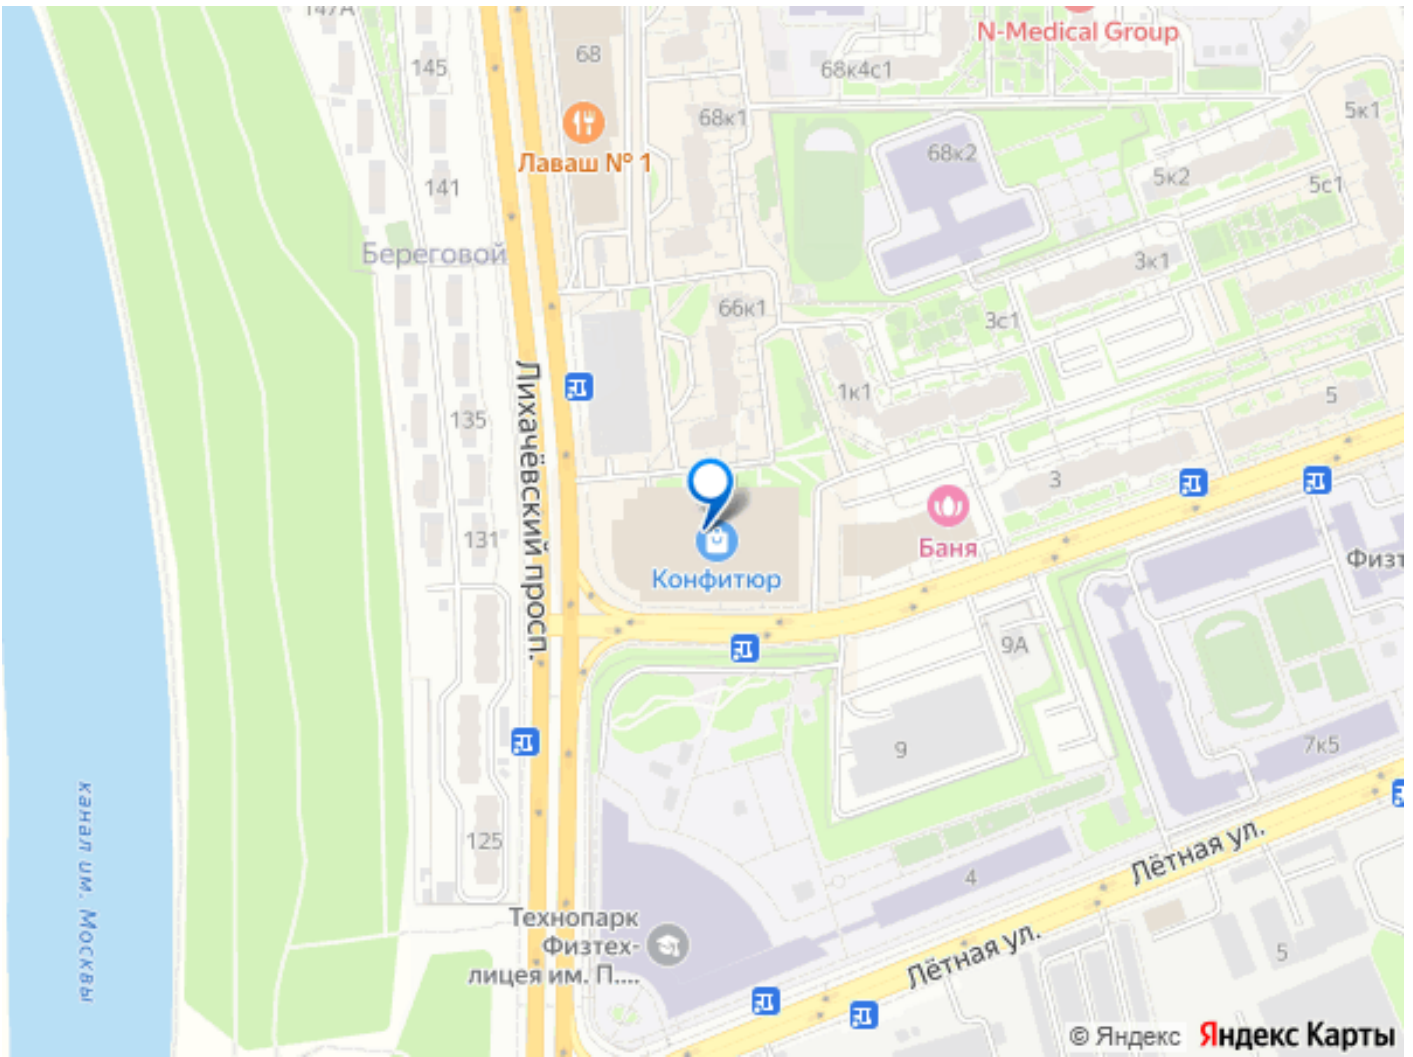 147А
N-Medical Group
68
145
68к4с1
5к1
68к1
68к2
Лаваш № 1
5к2
5с1
141
Береговой
3к1
66к1
3с1
Лихачёвский просп.
1к1
5
135
3
131
Баня
Конфитюр
Физт
9А
9
7к5
канал им. Москвы
125
Лётная ул.
4
Технопарк
Физтех-
лицея им. П....
Лётная ул.
5
© Яндекс Яндекс Карты